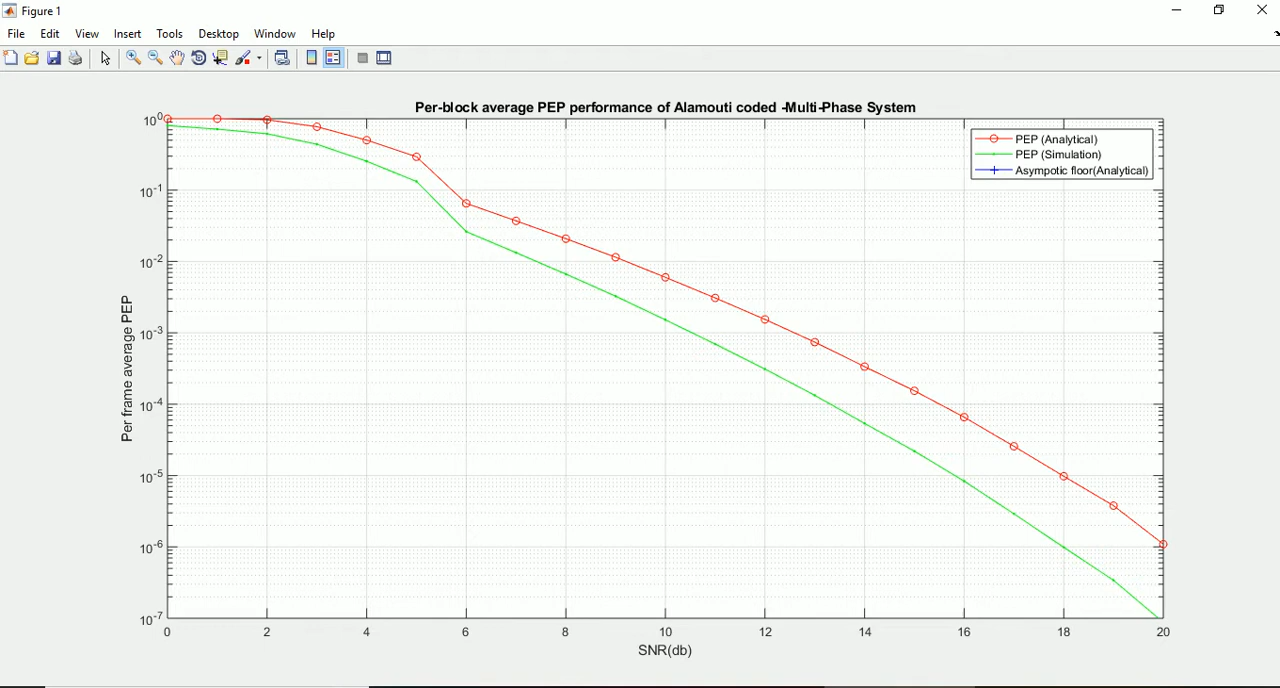 Figure 1
File Edit View Insert Tools Desktop Window Help
Per-block average PEP performance of Alamouti coded -Multi-Phase System
PEP (Analytical)
PEP (Simulation)
Asympotic floor(Analytical)
Per frame average PEP
10^0
10^-1
10^-2
10^-3
10^-4
10^-5
10^-6
10^-7
0 2 4 6 8 10 12 14 16 18 20
SNR(db)